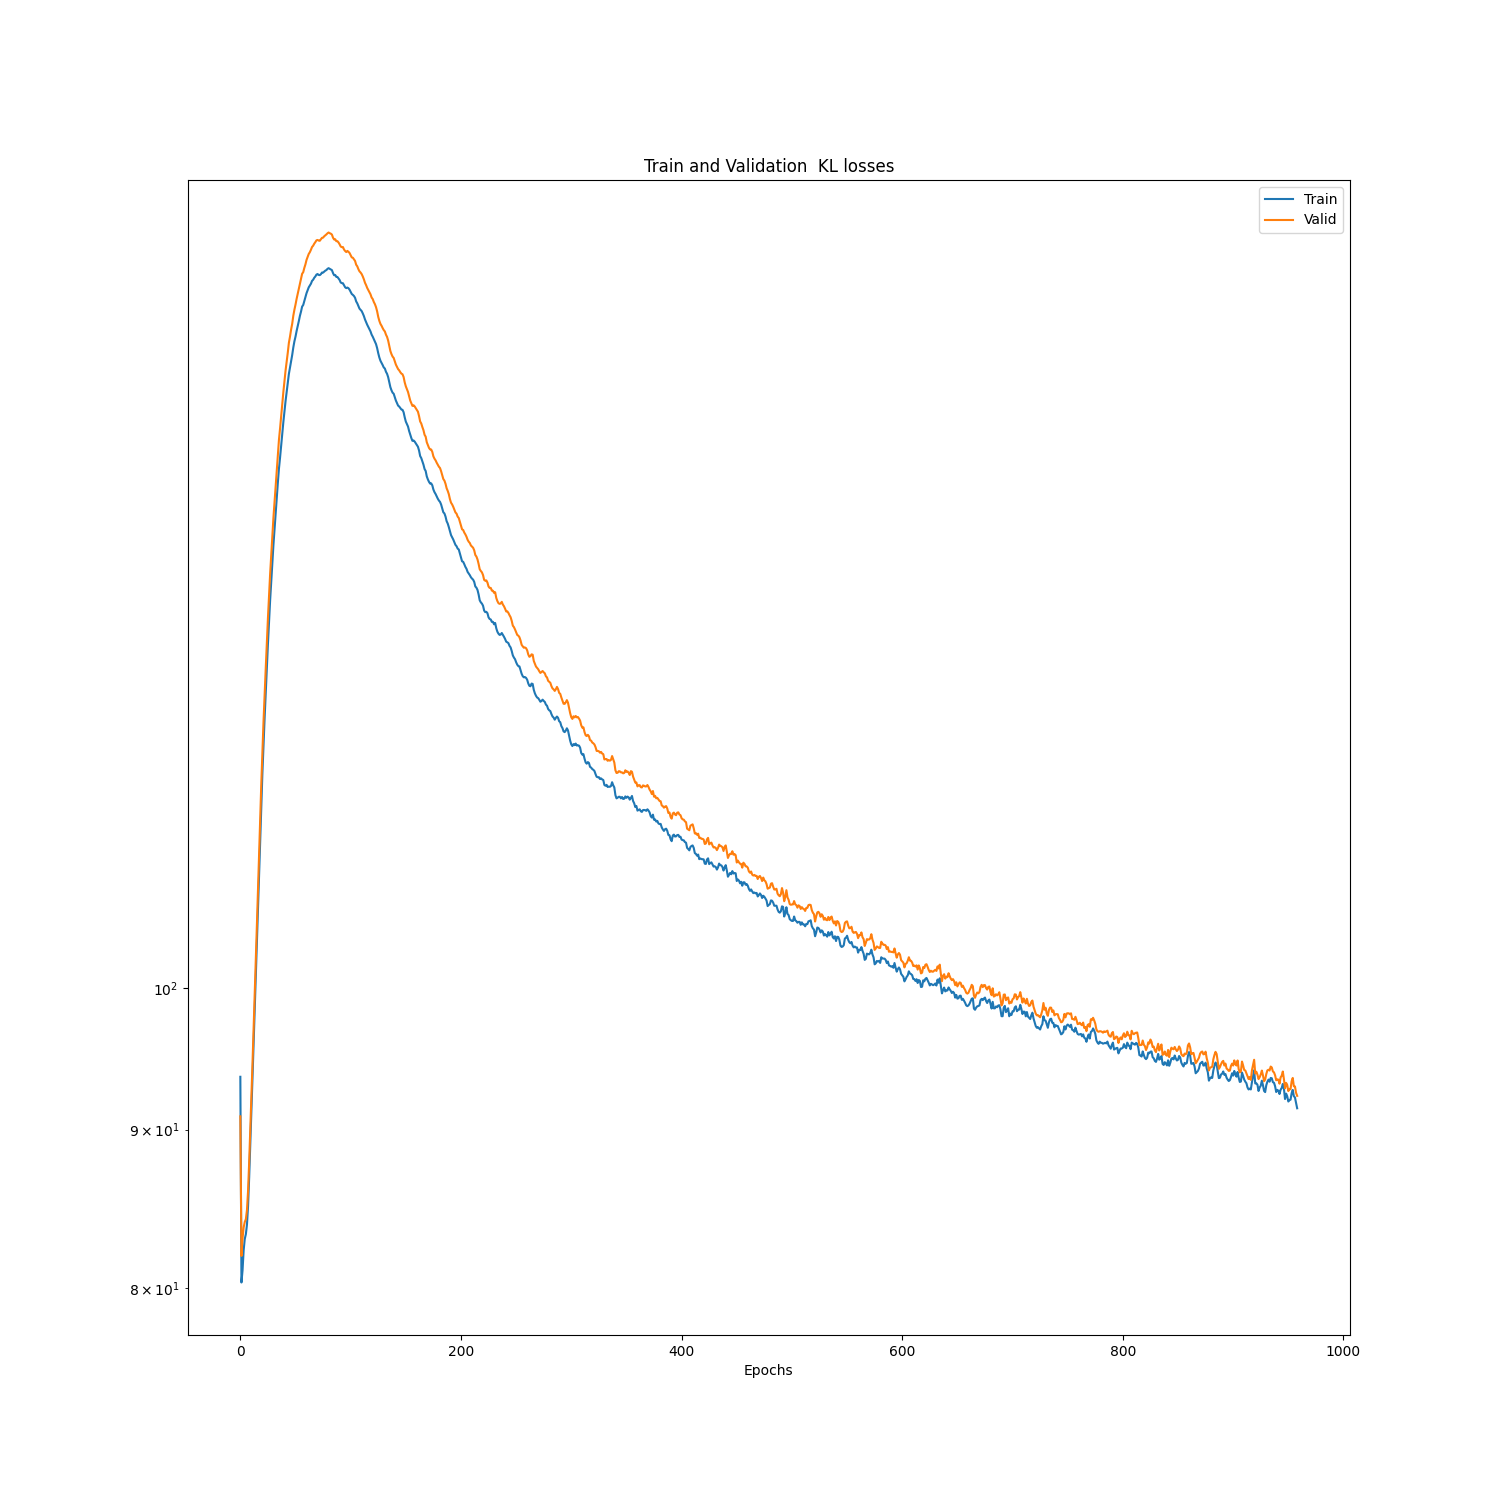 Train and Validation  KL losses
Train
Valid
10²
9 × 10¹
8 × 10¹
0 200 400 600 800 1000
Epochs